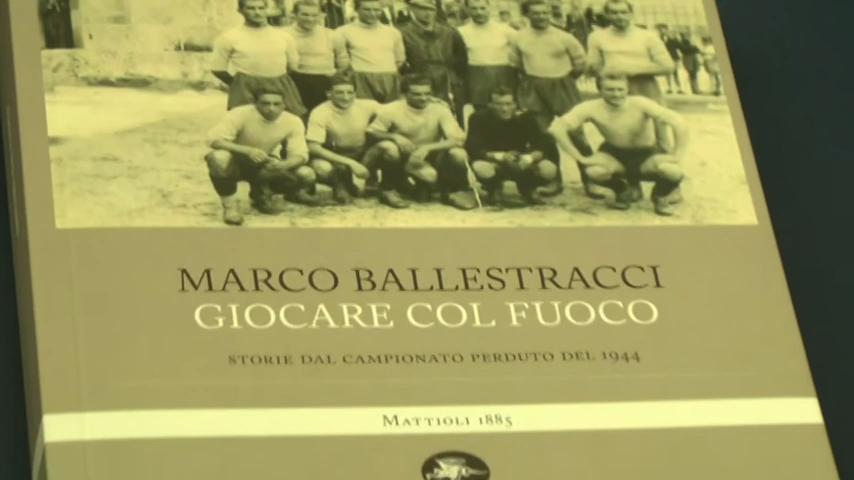 MARCO BALLESTRACCI
GIOCARE COL FUOCO
STORIE DAL CAMPIONATO PERDUTO DEL 1944
MATTIOLI 1885